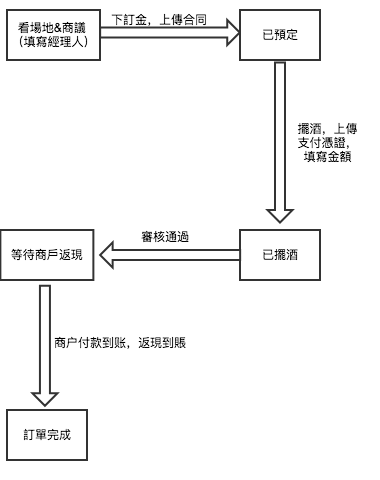 看場地&商議
(填寫經理人)
下訂金，上傳合同
已預定
擺酒，上傳
支付憑證，
填寫金額
審核通過
等待商戶返現
已擺酒
商户付款到账，返現到賬
訂單完成